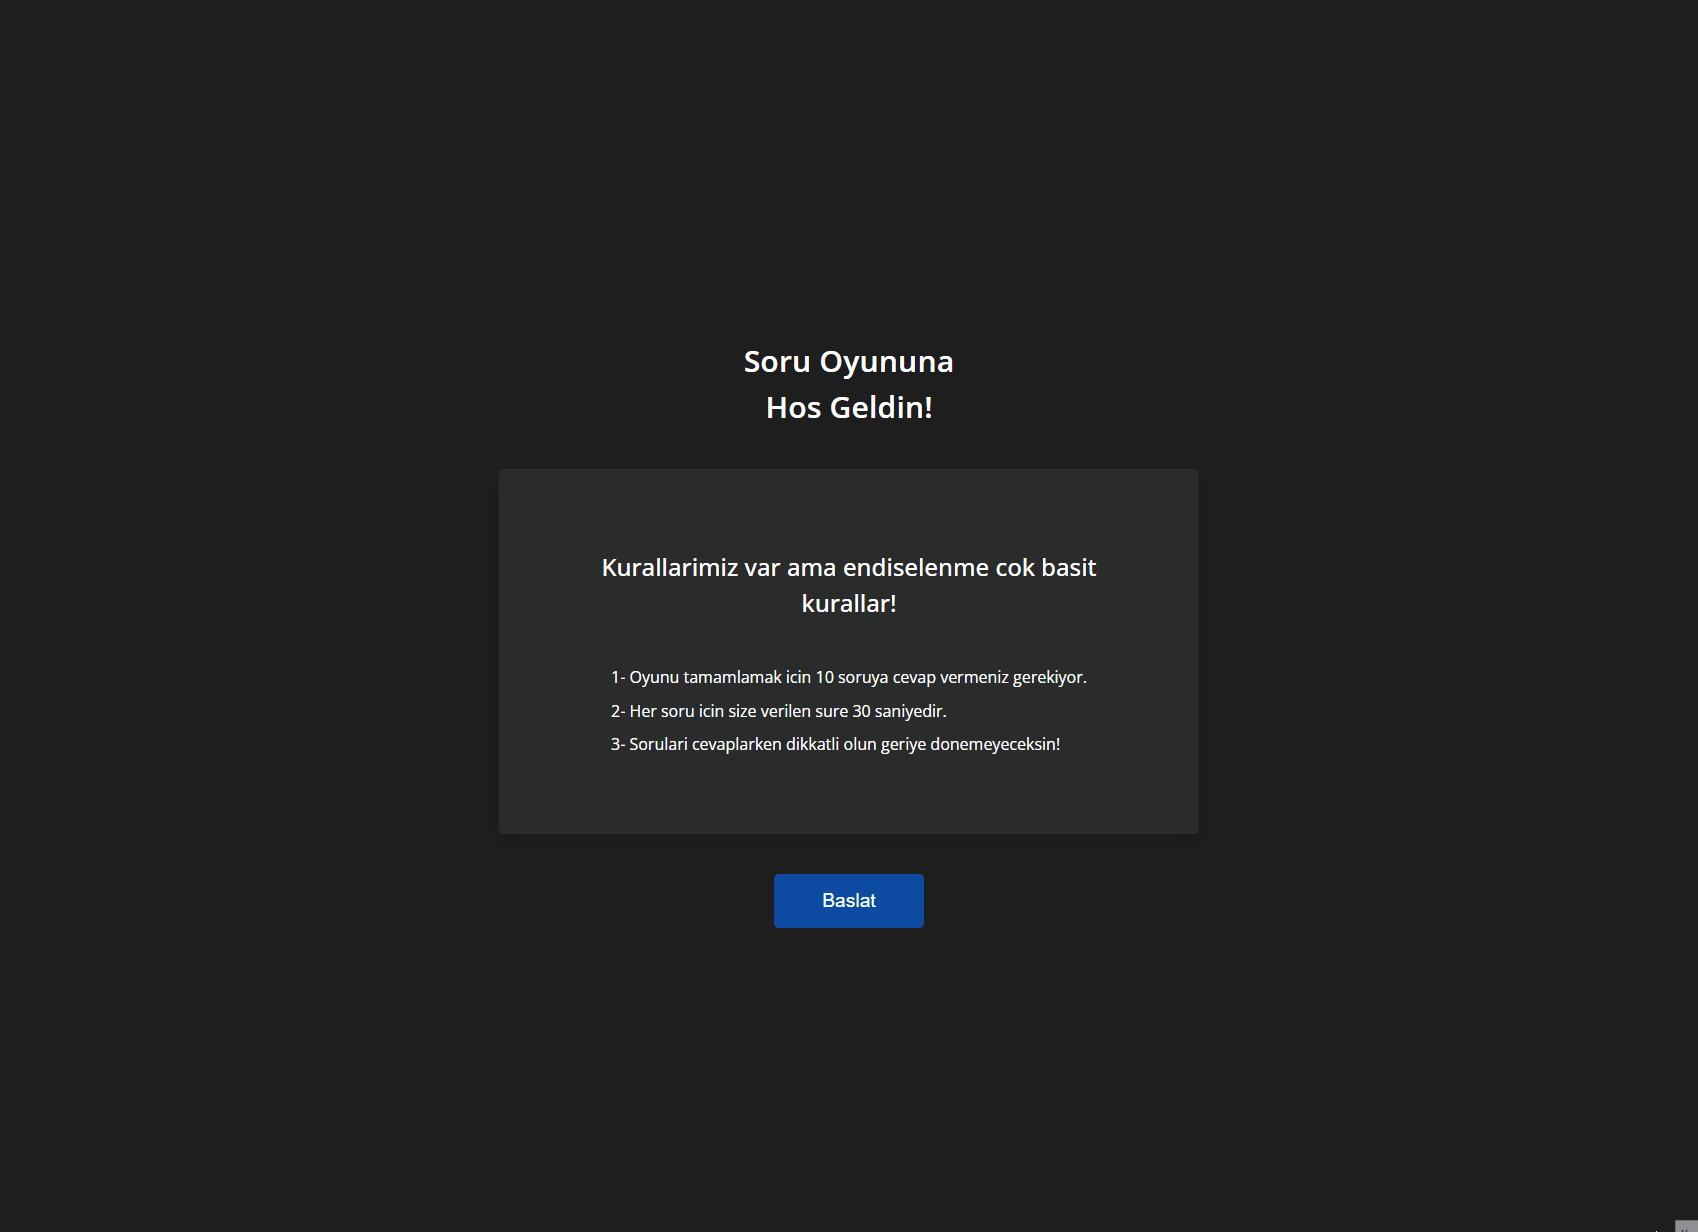 Soru Oyununa
Hos Geldin!
Kurallarimiz var ama endiselenme cok basit
kurallar!
1- Oyunu tamamlamak icin 10 soruya cevap vermeniz gerekiyor.
2- Her soru icin size verilen sure 30 saniyedir.
3- Sorulari cevaplarken dikkatli olun geriye donemeyeceksin!
Baslat